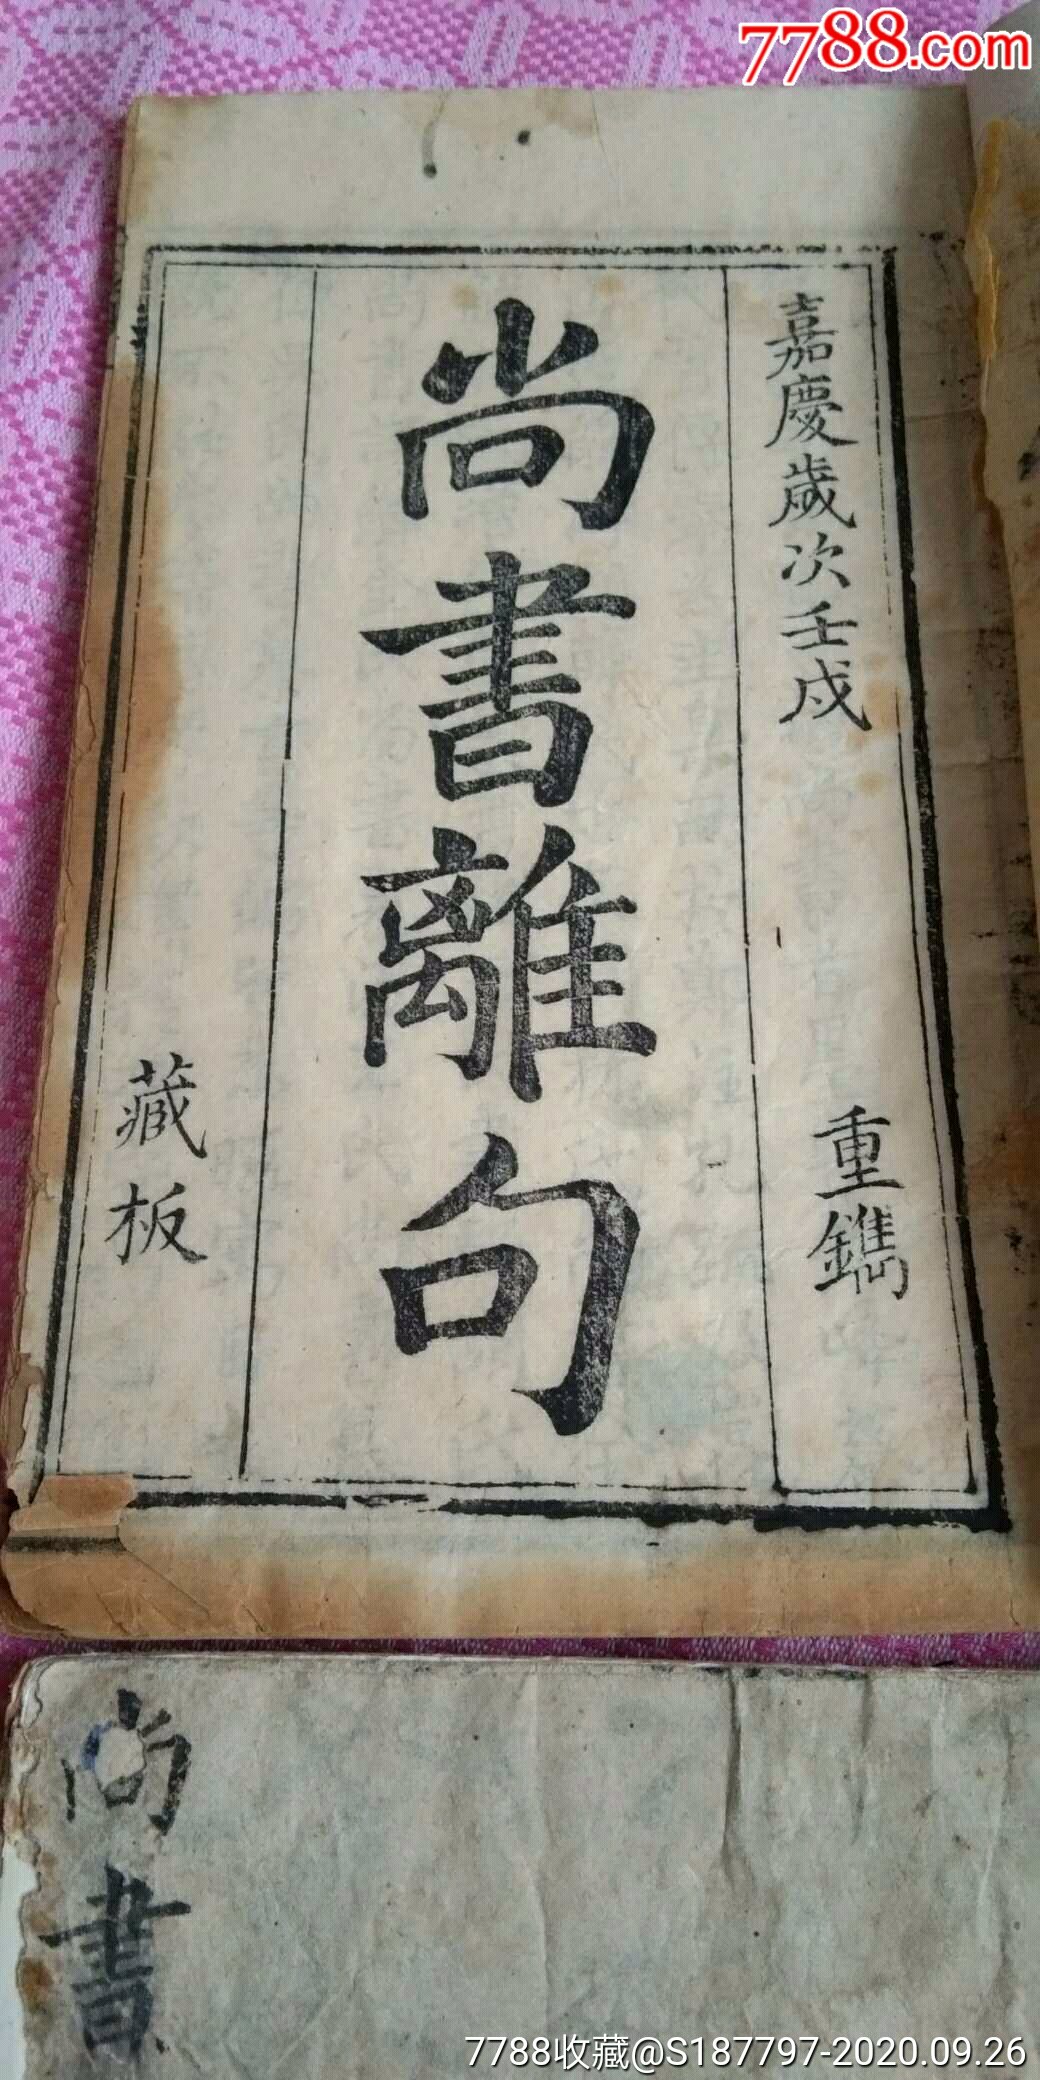 7788.com
嘉慶歲次壬戌 重鐫
尚書離句
藏板
尚書
7788收藏@S187797-2020.09.26